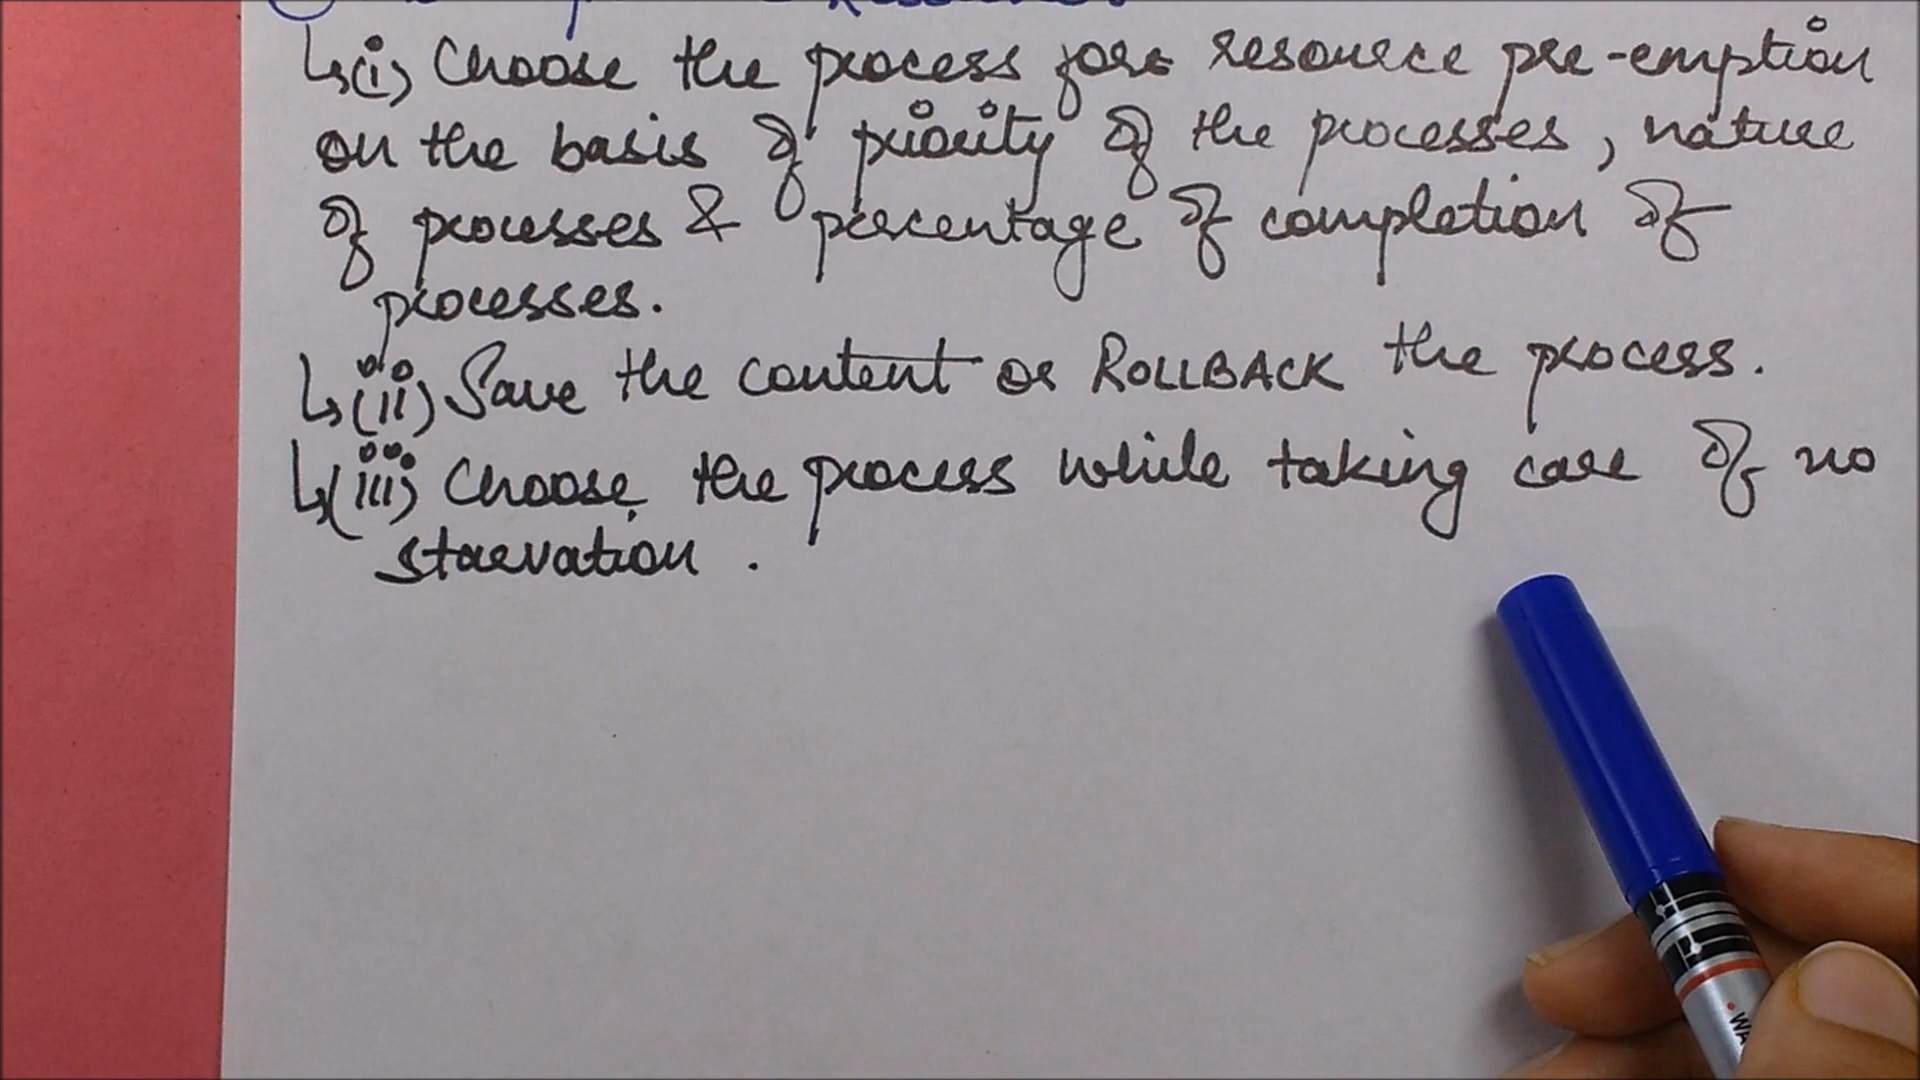 ↳(i) Choose the process for resource pre-emption
on the basis of priority of the processes, nature
of processes & percentage of completion of
processes.
↳(ii) Save the content or ROLLBACK the process.
↳(iii) Choose the process while taking care of no
starvation.